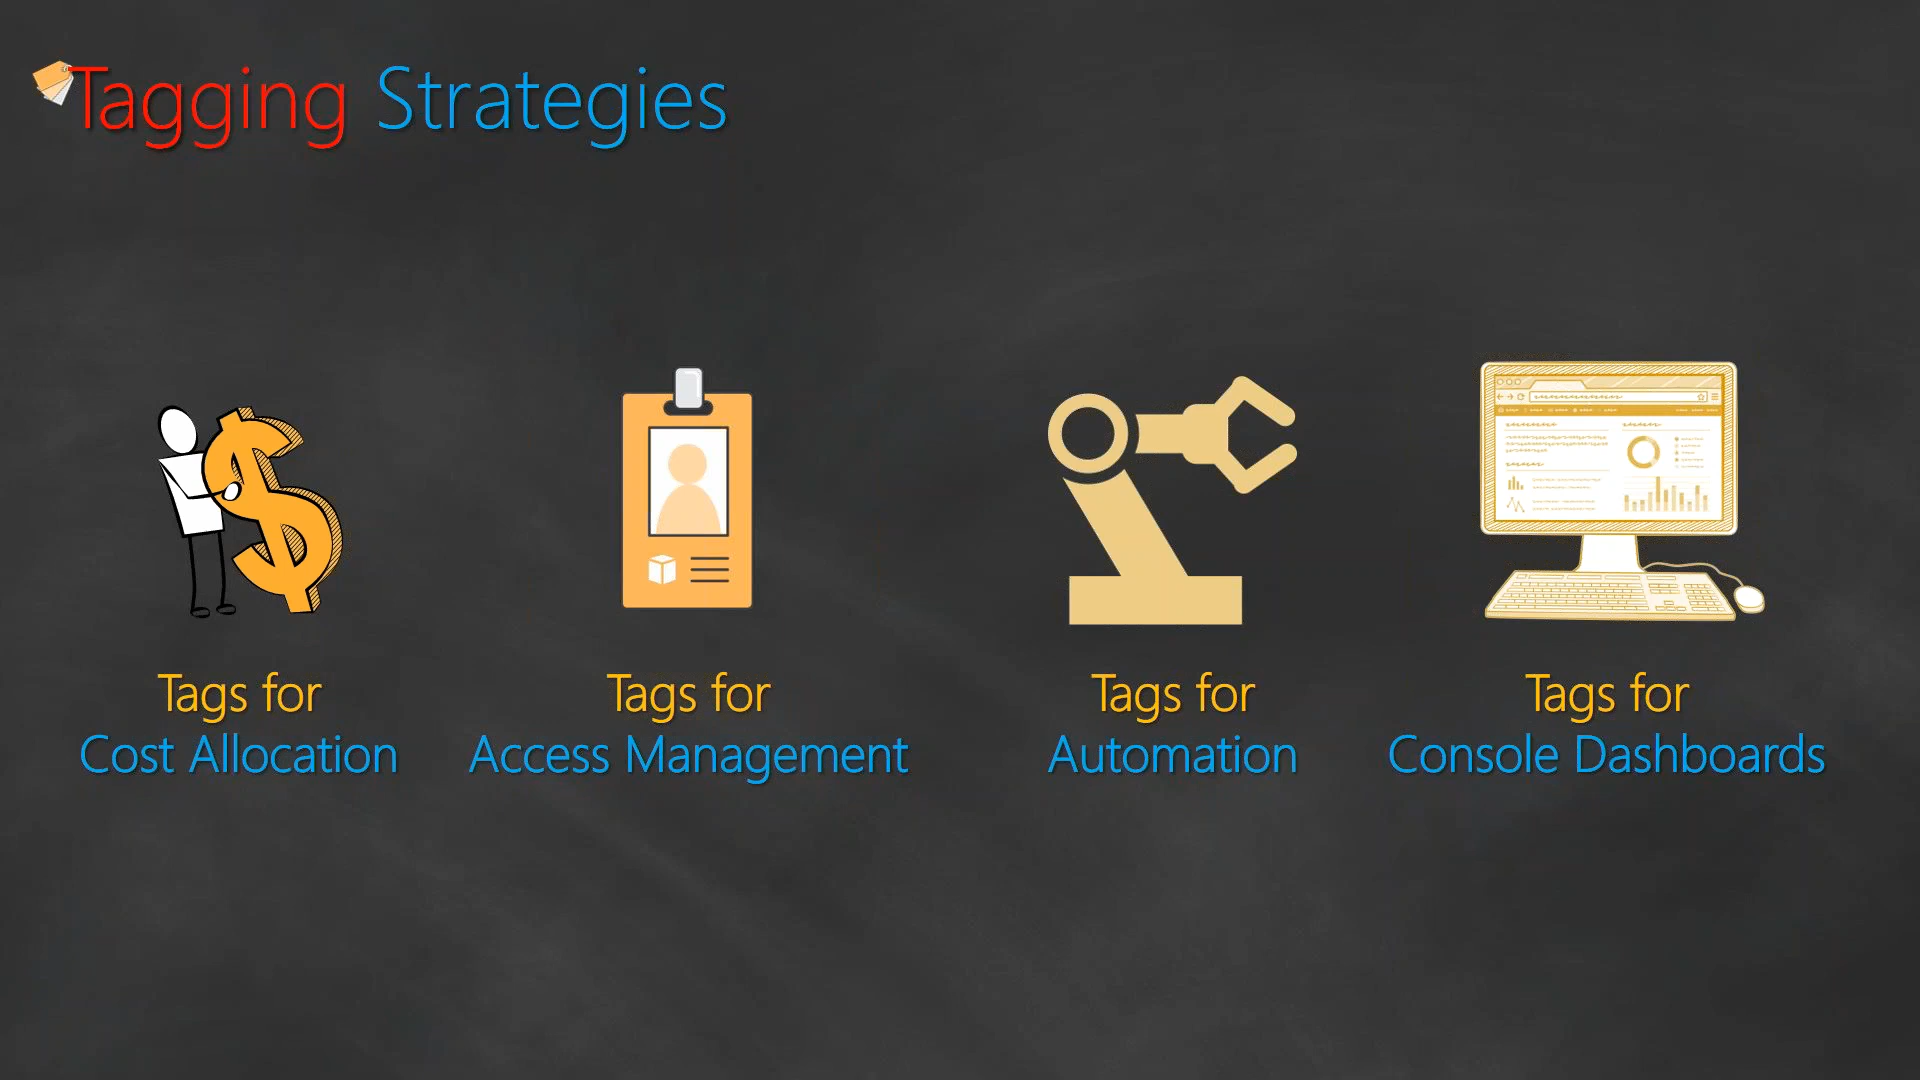 Tagging Strategies
Tags for
Cost Allocation
Tags for
Access Management
Tags for
Automation
Tags for
Console Dashboards